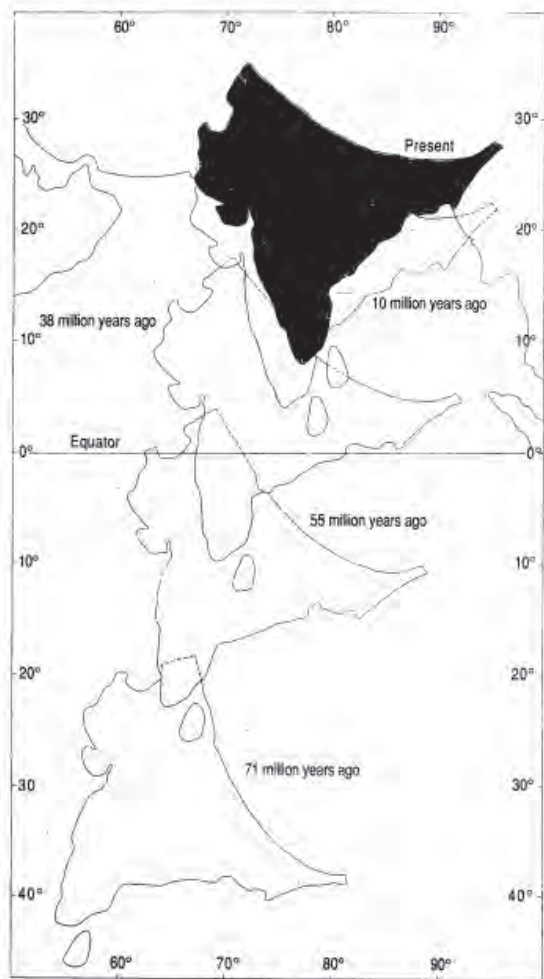 60° 70° 80° 90°
30° 30°
Present
20° 20°
38 million years ago
10 million years ago
10° 10°
Equator
0° 0°
55 million years ago
10° 10°
20° 20°
71 million years ago
30 30°
40° 40°
60° 70° 80° 90°